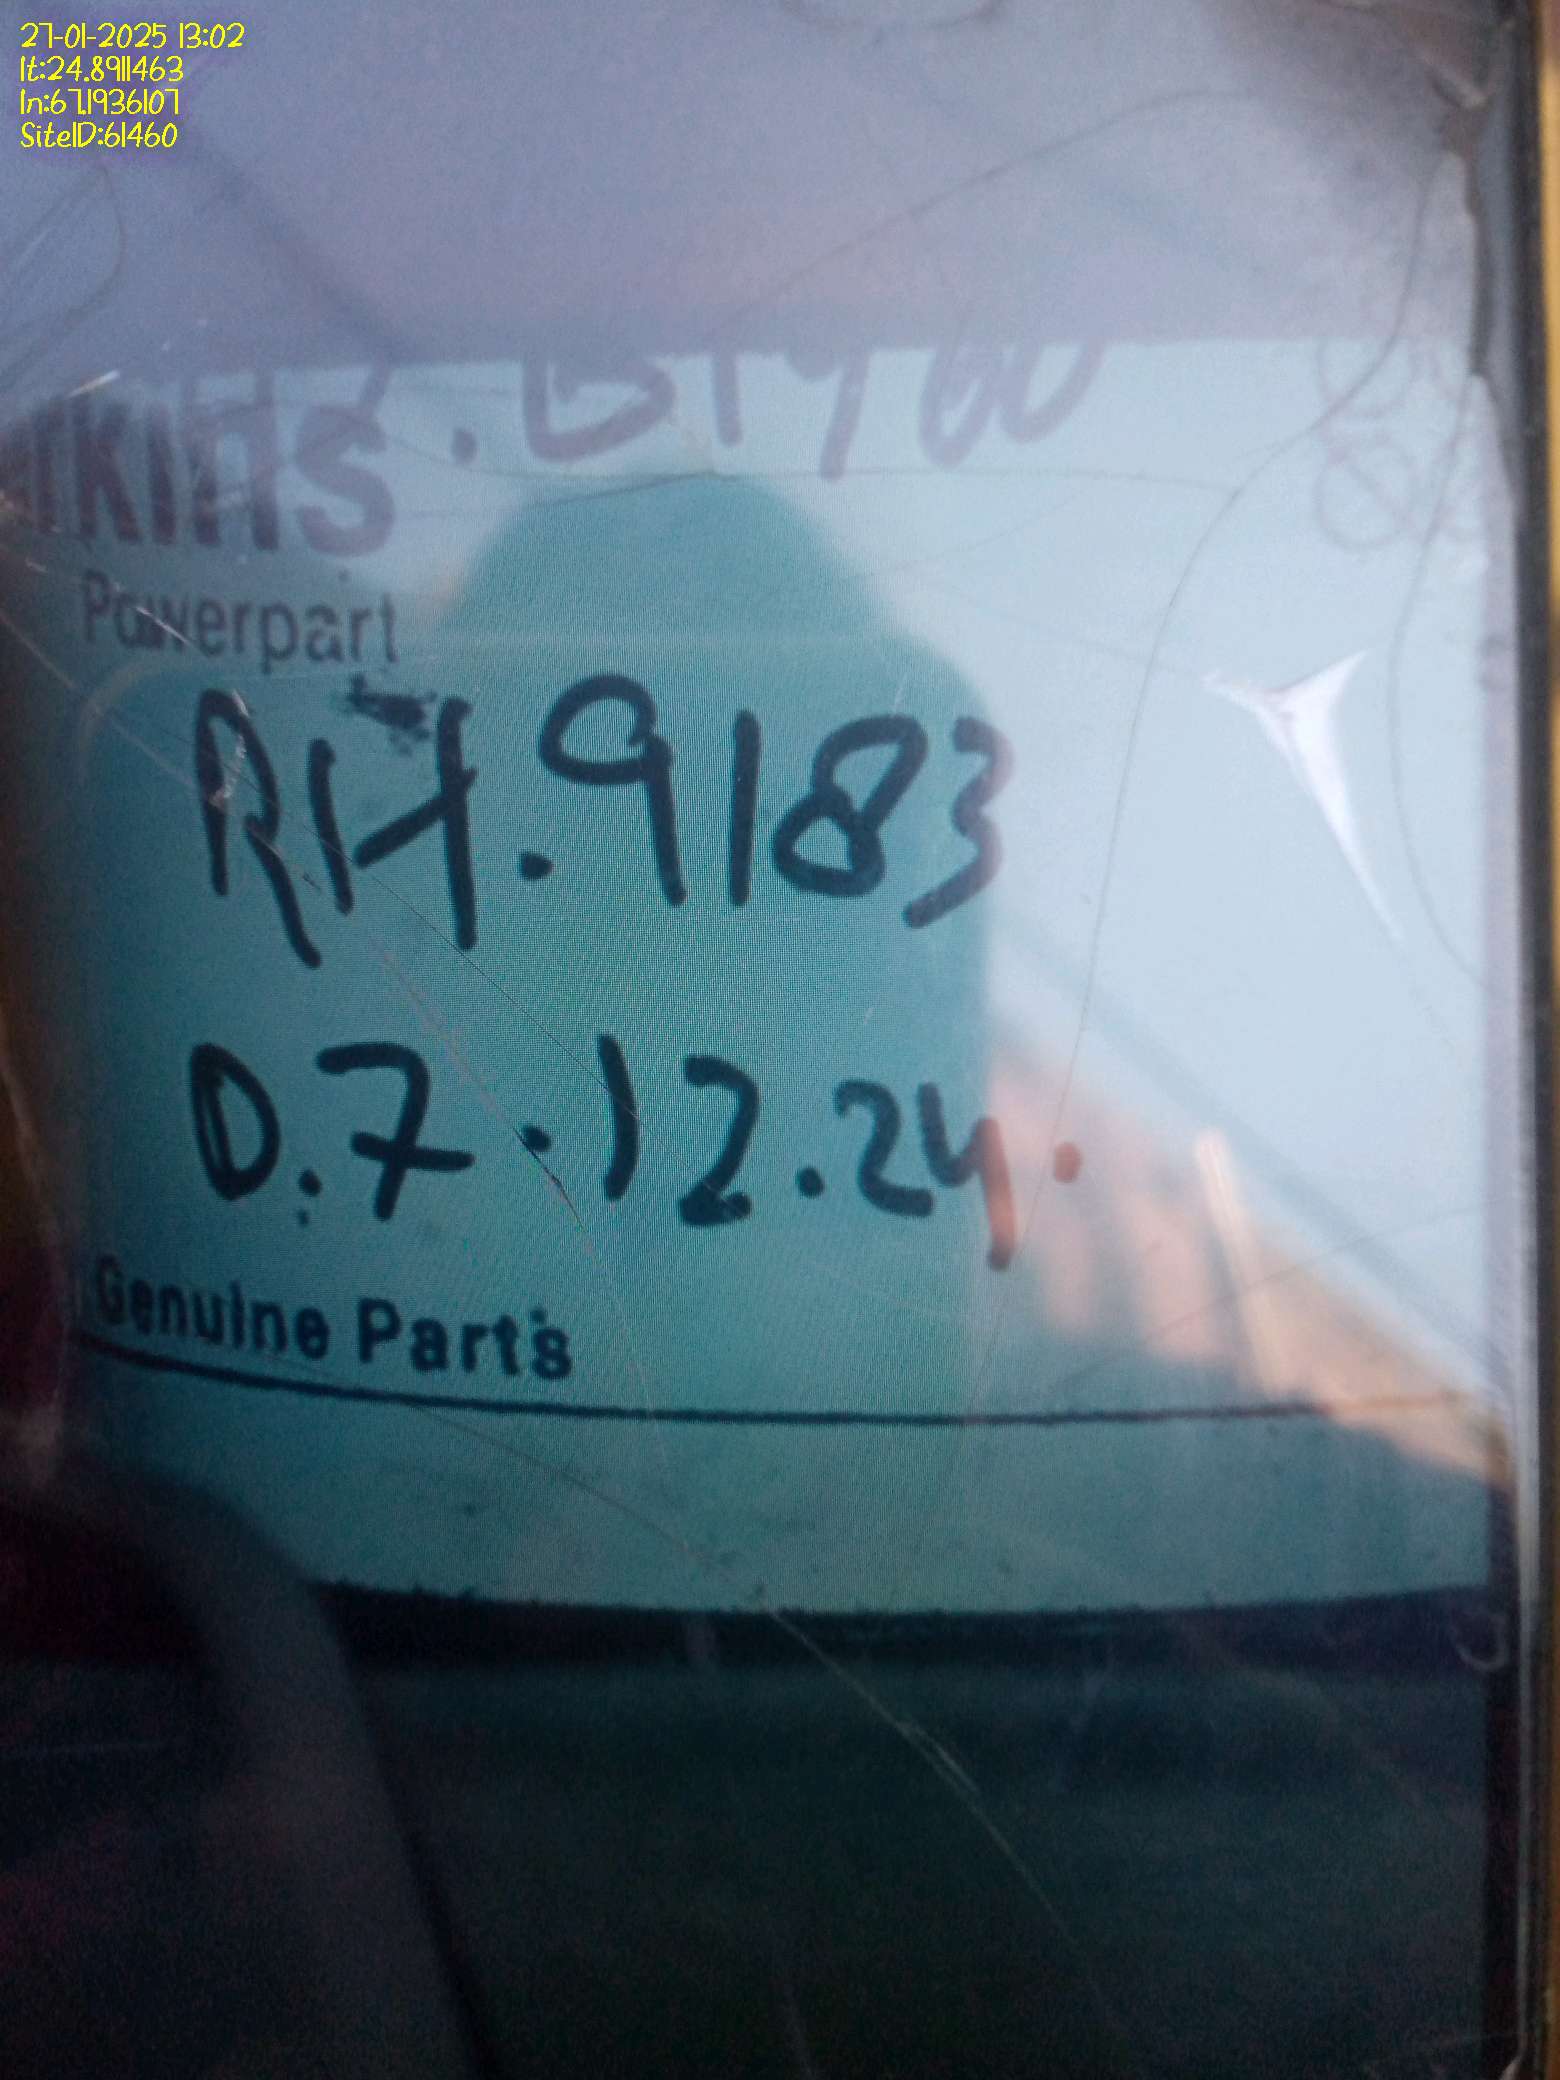 27-01-2025 13:02
lt:24.8911463
ln:67.1936107
SiteID:61460
Powerpart
RH.9183
D.7.12.24.
Genuine Parts